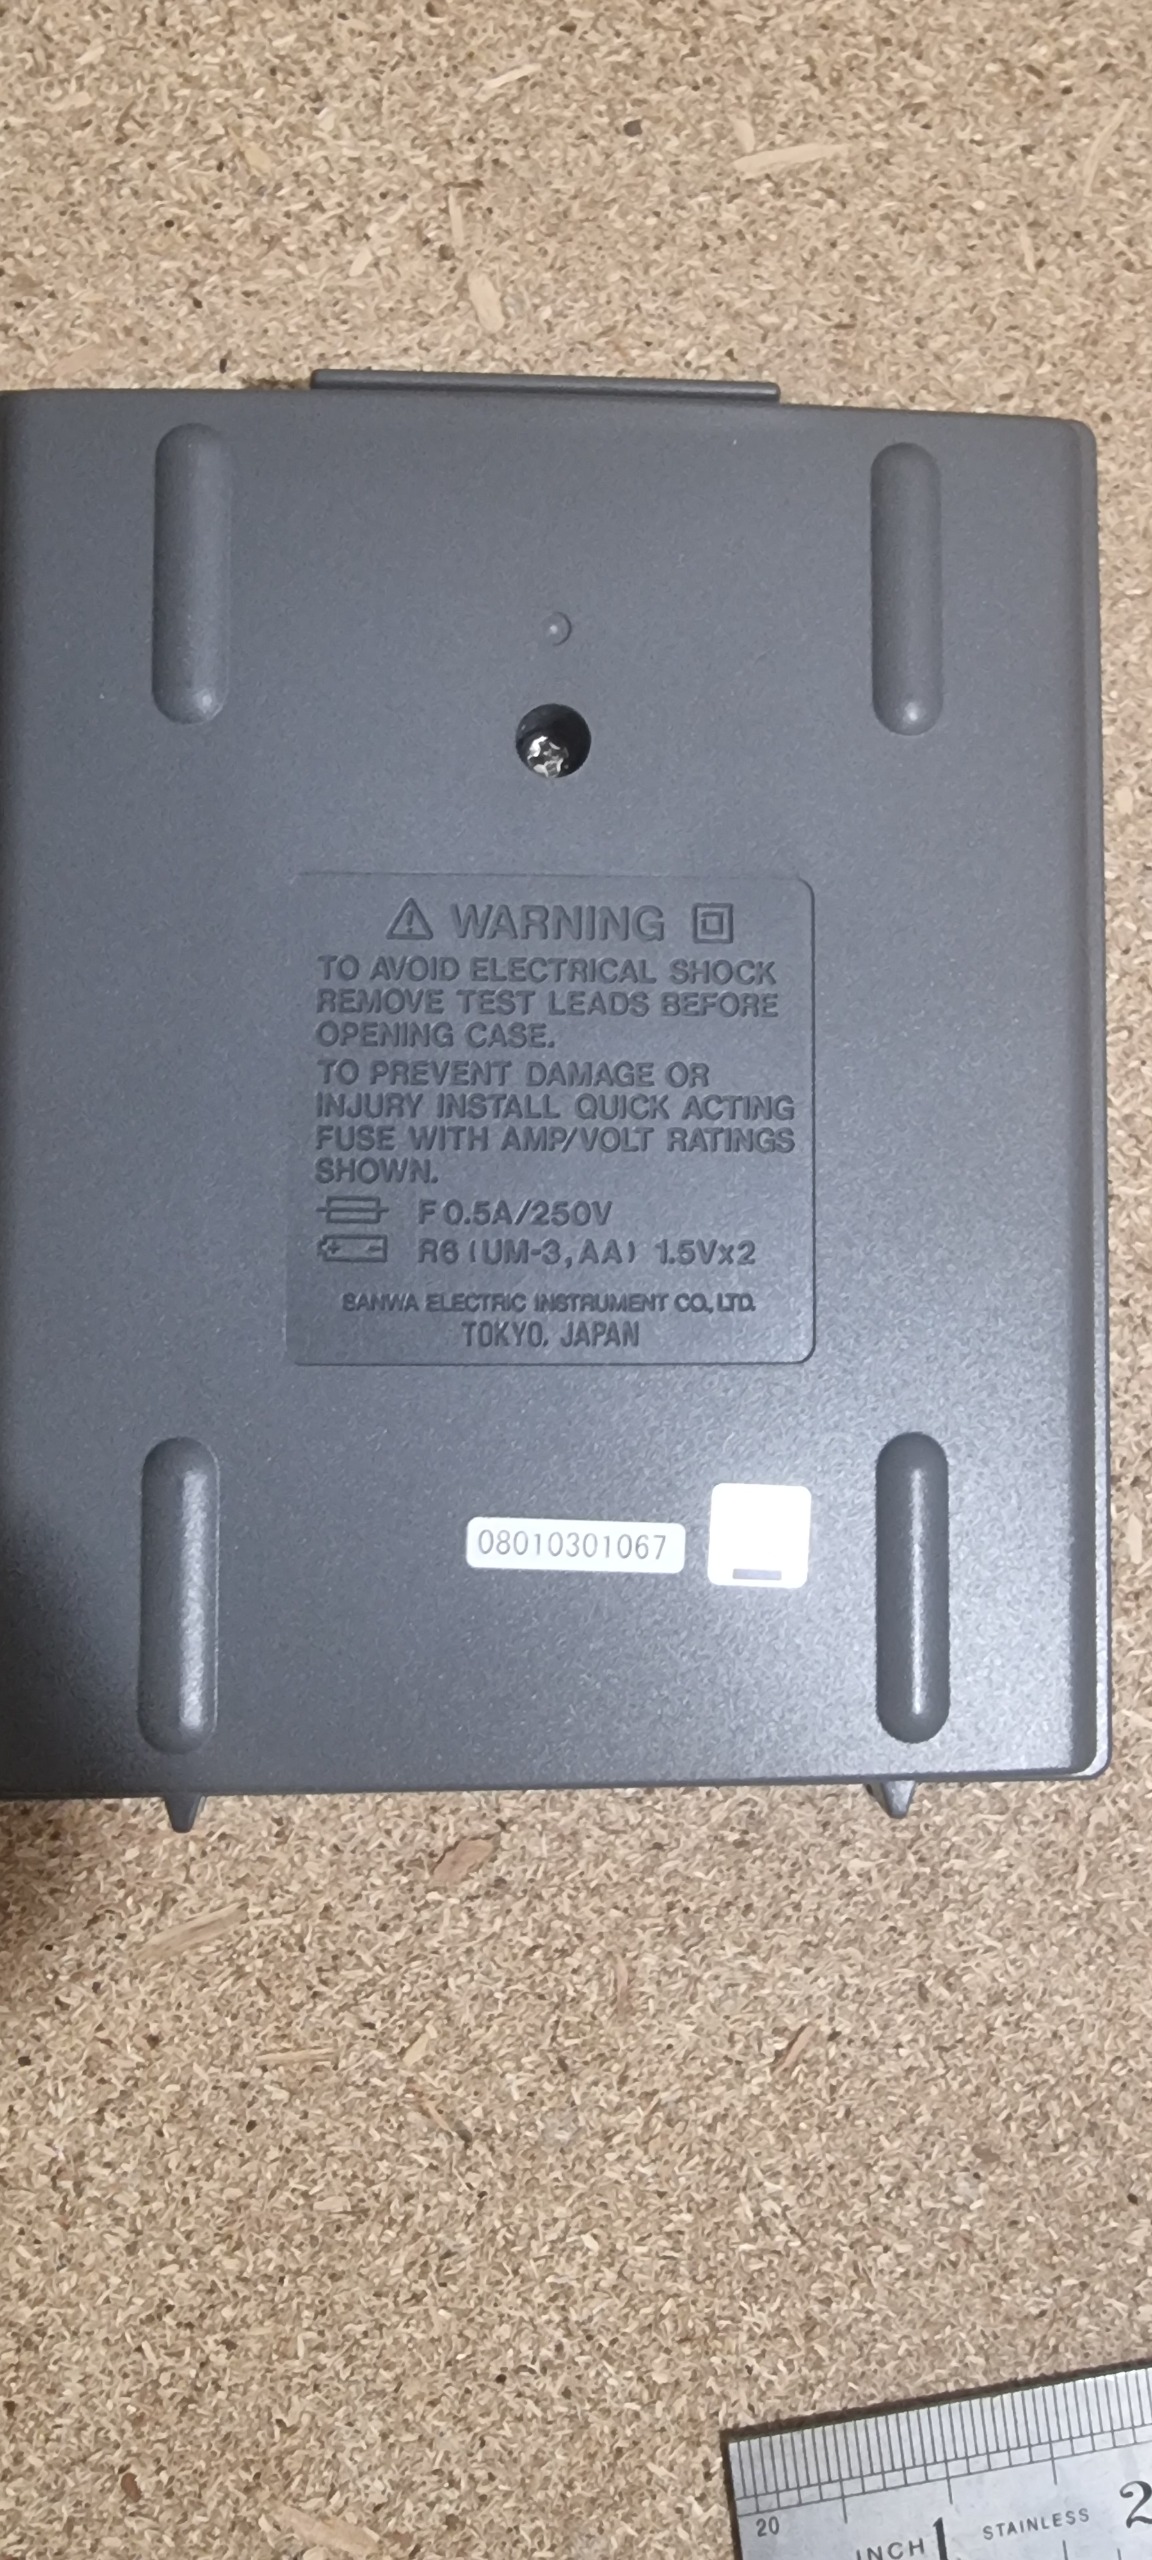 WARNING
TO AVOID ELECTRICAL SHOCK
REMOVE TEST LEADS BEFORE
OPENING CASE.
TO PREVENT DAMAGE OR
INJURY INSTALL QUICK ACTING
FUSE WITH AMP/VOLT RATINGS
SHOWN.
F 0.5A/250V
R6 (UM-3, AA) 1.5Vx2
SANWA ELECTRIC INSTRUMENT CO., LTD.
TOKYO, JAPAN
08010301067
20
INCH 1 STAINLESS 2